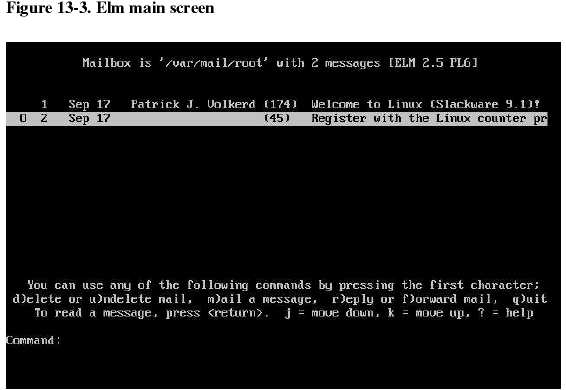 Figure 13-3. Elm main screen
Mailbox is '/var/mail/root' with 2 messages [ELM 2.5 PL6]
1 Sep 17 Patrick J. Volkerd (174) Welcome to Linux (Slackware 9.1)!
O 2 Sep 17 (45) Register with the Linux counter pr
You can use any of the following commands by pressing the first character;
d)elete or u)ndelete mail, m)ail a message, r)eply or f)orward mail, q)uit
To read a message, press <return>. j = move down, k = move up, ? = help
Command: